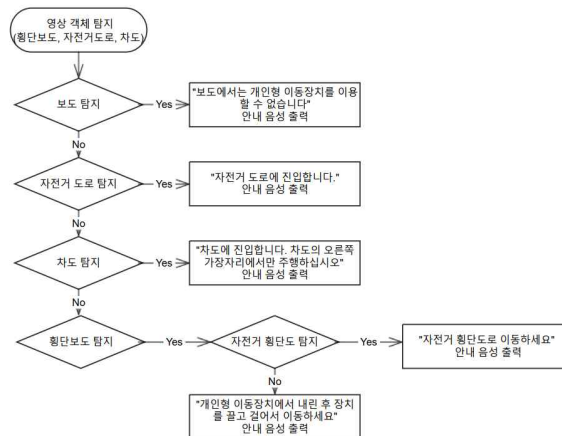 영상 객체 탐지
(횡단보도, 자전거도로, 차도)
보도 탐지
Yes
"보도에서는 개인형 이동장치를 이용
할 수 없습니다"
안내 음성 출력
No
자전거 도로 탐지
Yes
"자전거 도로에 진입합니다."
안내 음성 출력
No
차도 탐지
Yes
"차도에 진입합니다. 차도의 오른쪽
가장자리에서만 주행하십시오"
안내 음성 출력
No
횡단보도 탐지
Yes
자전거 횡단도 탐지
Yes
"자전거 횡단도로 이동하세요"
안내 음성 출력
No
"개인형 이동장치에서 내린 후 장치
를 끌고 걸어서 이동하세요"
안내 음성 출력